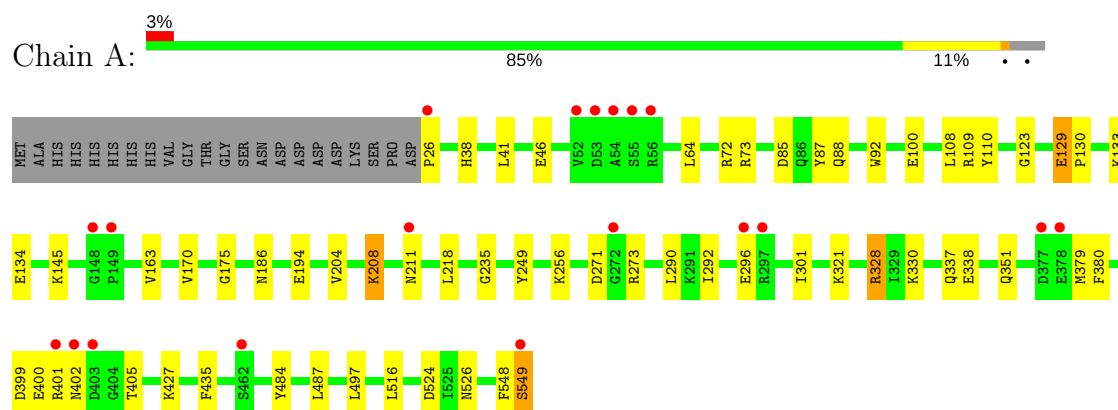 3%
Chain A:
85% 11% • •
MET ALA HIS HIS HIS HIS HIS HIS VAL GLY THR GLY SER ASN ASP ASP ASP ASP LYS SER PRO ASP P26 H38 L41 E46 V52 D53 A54 S55 R56 L64 R72 R73 D85 Q86 Y87 Q88 W92 E100 L108 R109 Y110 G123 E129 P130 K133
E134 K145 G148 P149 V163 V170 G175 N186 E194 V204 K208 N211 L218 G235 Y249 K256 D271 G272 R273 L290 K291 I292 E296 R297 I301 K321 R328 I329 K330 Q337 E338 Q351 D377 E378 M379 F380
D399 E400 R401 N402 D403 G404 T405 K427 F435 S462 Y484 L487 L497 L516 D524 I525 N526 F548 S549